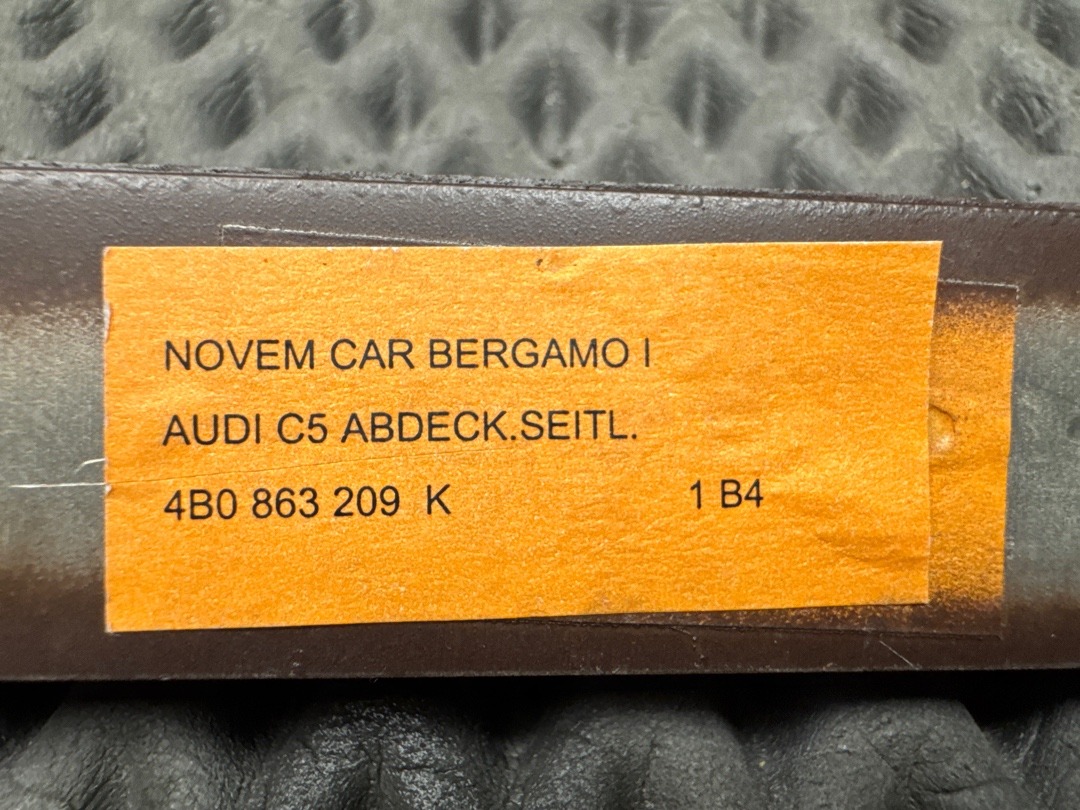 NOVEM CAR BERGAMO I
AUDI C5 ABDECK.SEITL.
4B0 863 209 K 1 B4